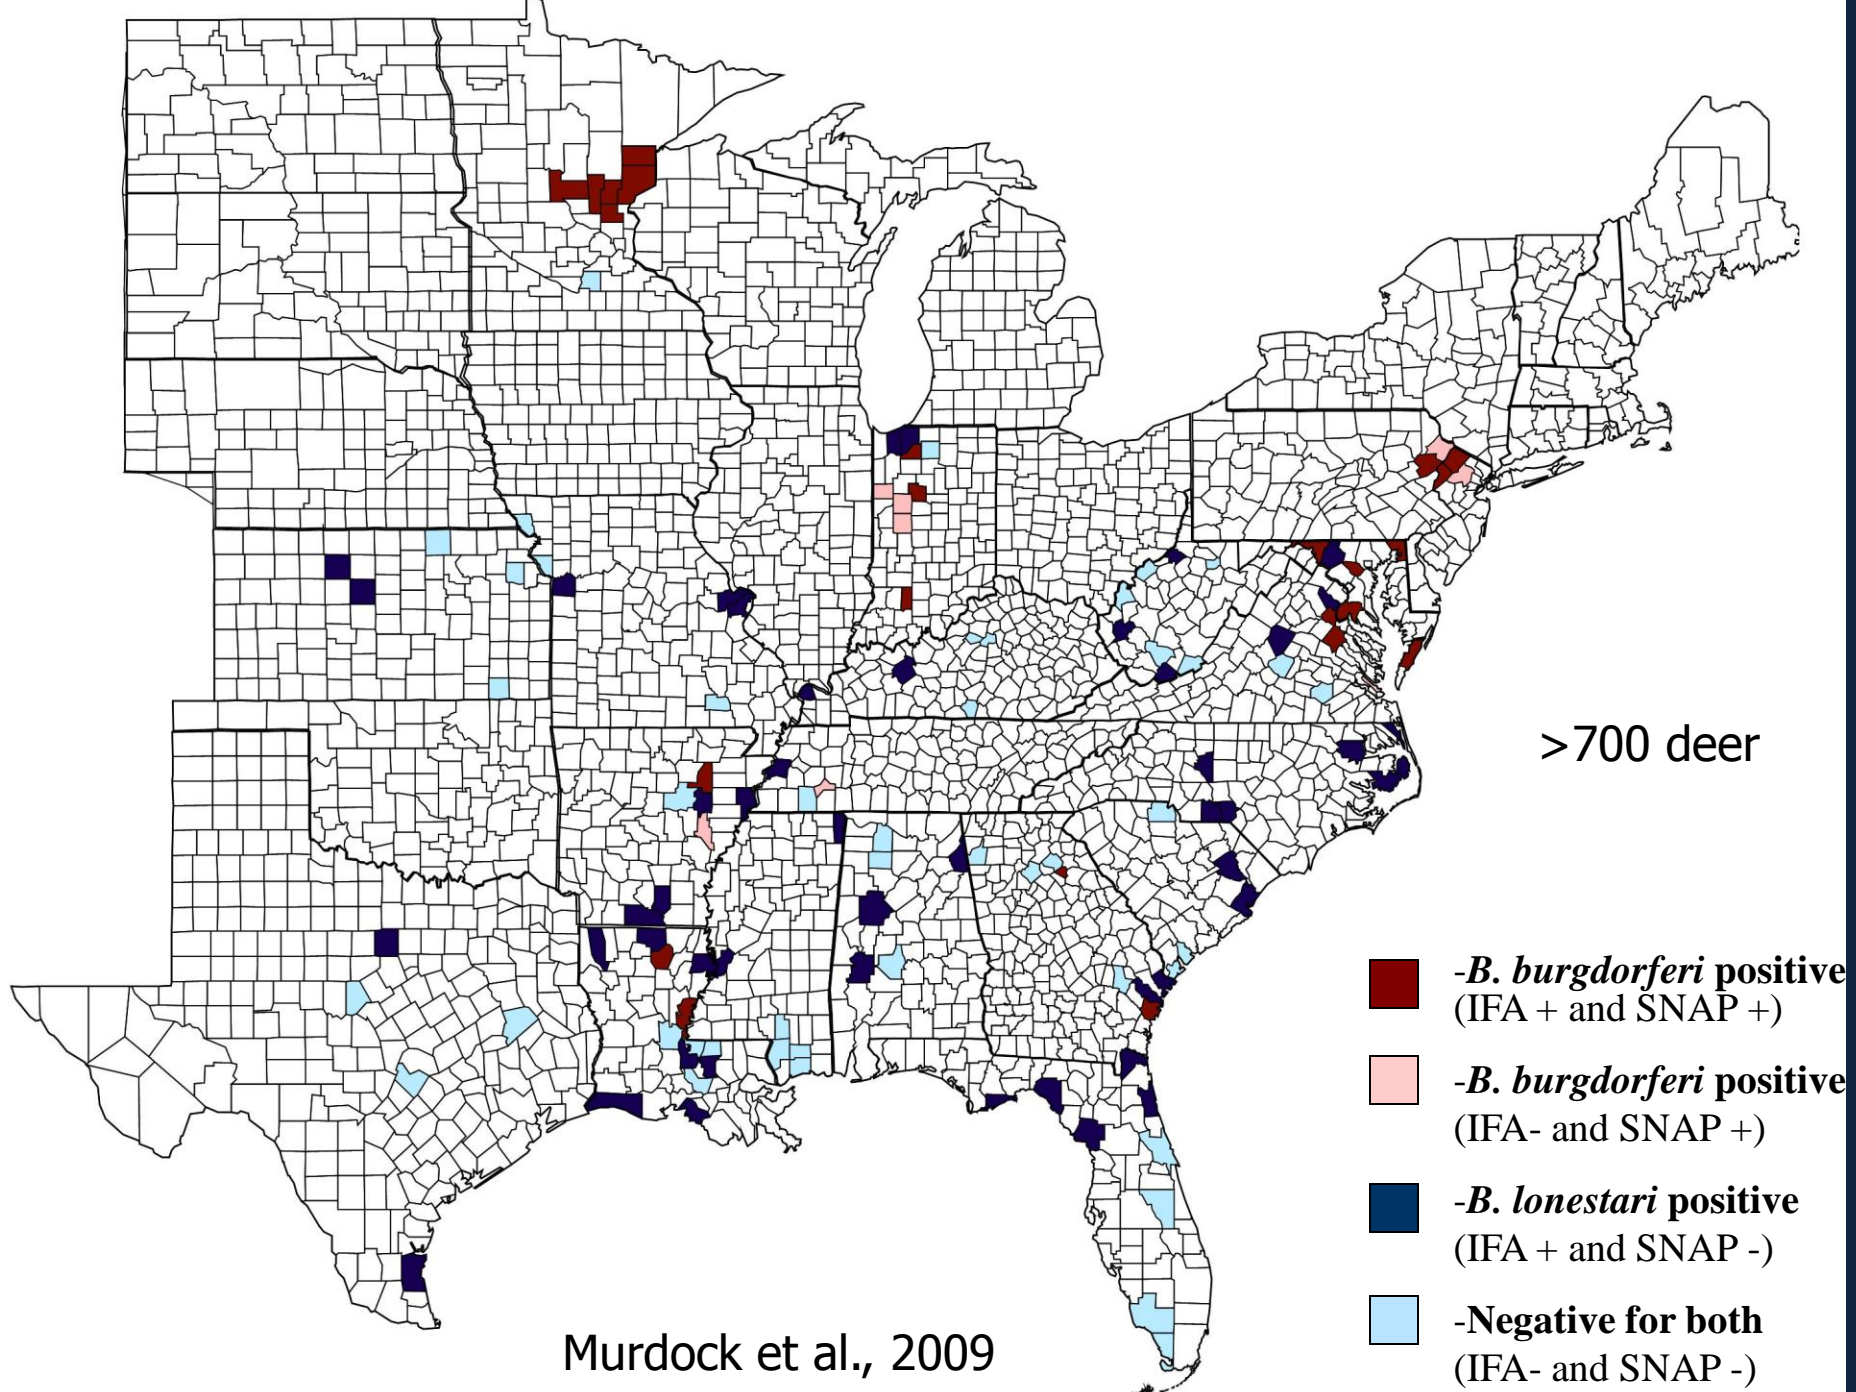 >700 deer
-B. burgdorferi positive
(IFA + and SNAP +)
-B. burgdorferi positive
(IFA- and SNAP +)
-B. lonestari positive
(IFA + and SNAP -)
-Negative for both
(IFA- and SNAP -)
Murdock et al., 2009